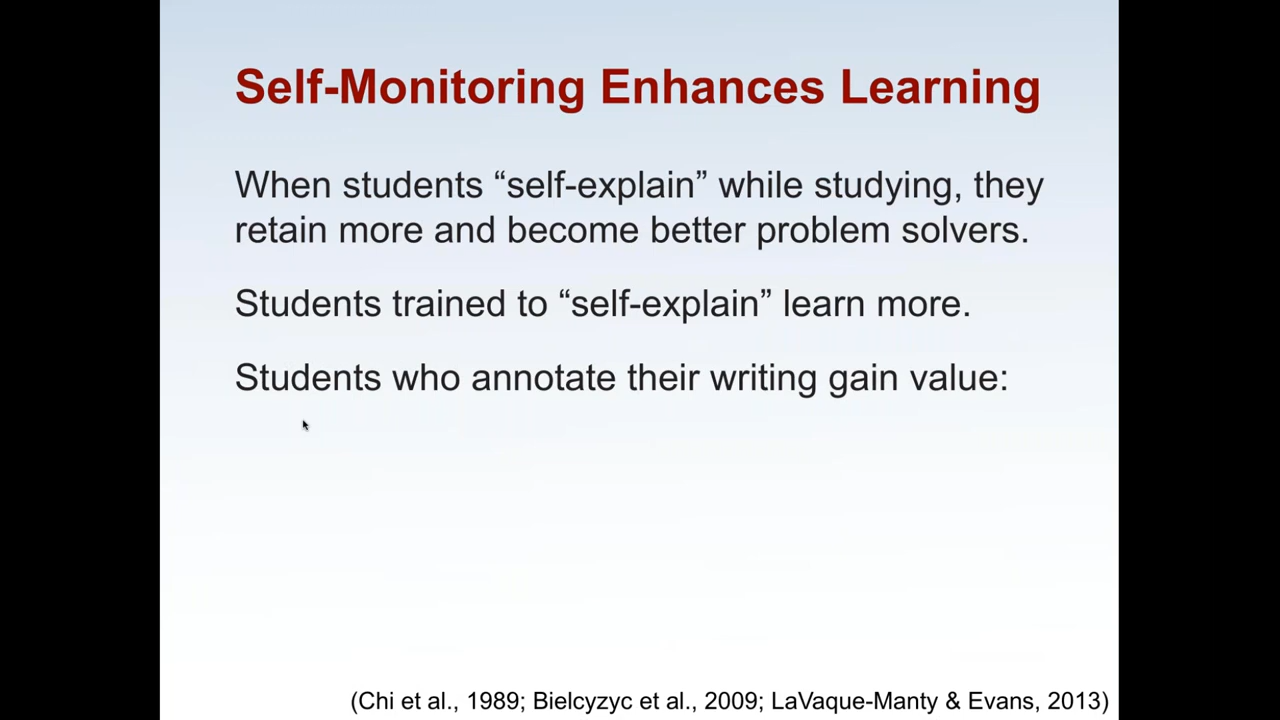 Self-Monitoring Enhances Learning
When students “self-explain” while studying, they
retain more and become better problem solvers.
Students trained to “self-explain” learn more.
Students who annotate their writing gain value:
(Chi et al., 1989; Bielcyzyc et al., 2009; LaVaque-Manty & Evans, 2013)